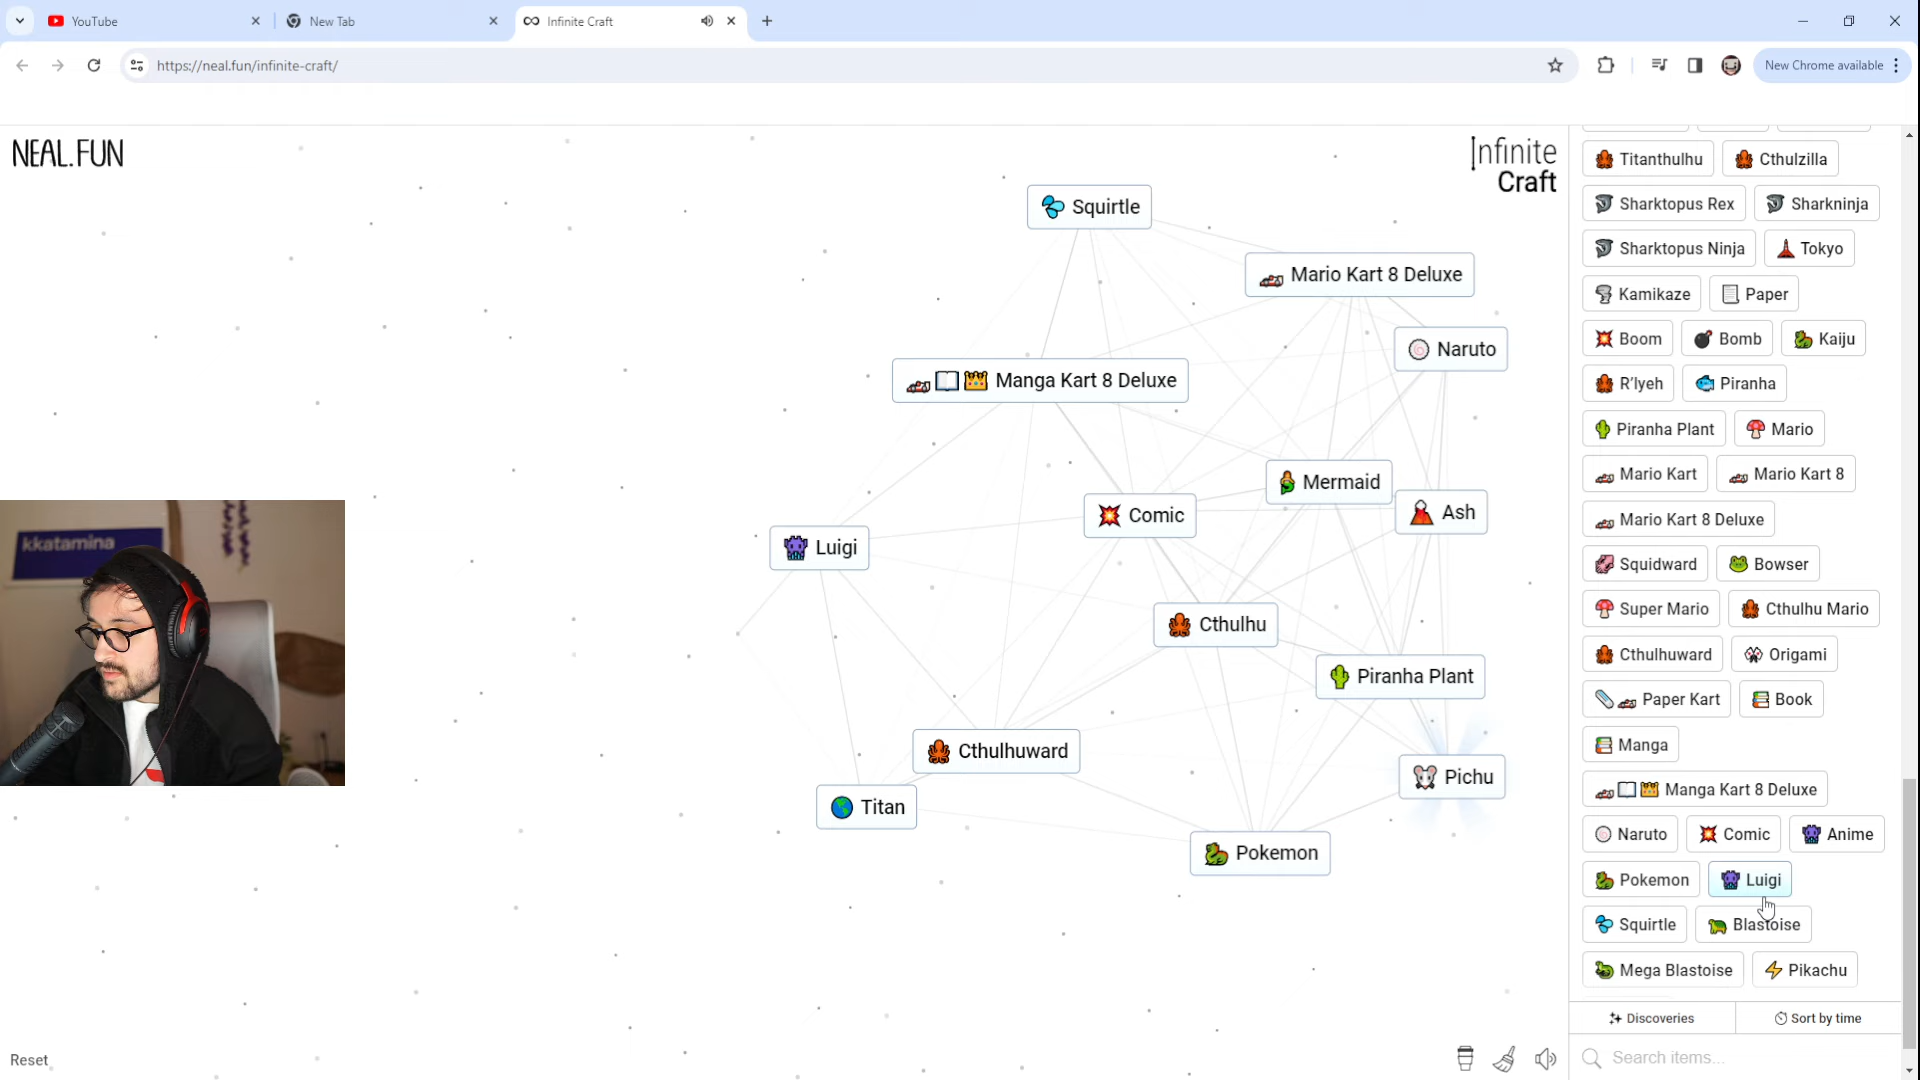 YouTube
New Tab
Infinite Craft
https://neal.fun/infinite-craft/
New Chrome available
NEAL.FUN
Infinite
Craft
Squirtle
Mario Kart 8 Deluxe
Naruto
Manga Kart 8 Deluxe
Mermaid
Ash
Comic
Luigi
Cthulhu
Piranha Plant
Cthulhuward
Pichu
Titan
Pokemon
kkatamina
Reset
Titanthulhu Cthulzilla
Sharktopus Rex Sharkninja
Sharktopus Ninja Tokyo
Kamikaze Paper
Boom Bomb Kaiju
R'lyeh Piranha
Piranha Plant Mario
Mario Kart Mario Kart 8
Mario Kart 8 Deluxe
Squidward Bowser
Super Mario Cthulhu Mario
Cthulhuward Origami
Paper Kart Book
Manga
Manga Kart 8 Deluxe
Naruto Comic Anime
Pokemon Luigi
Squirtle Blastoise
Mega Blastoise Pikachu
Discoveries Sort by time
Search items...